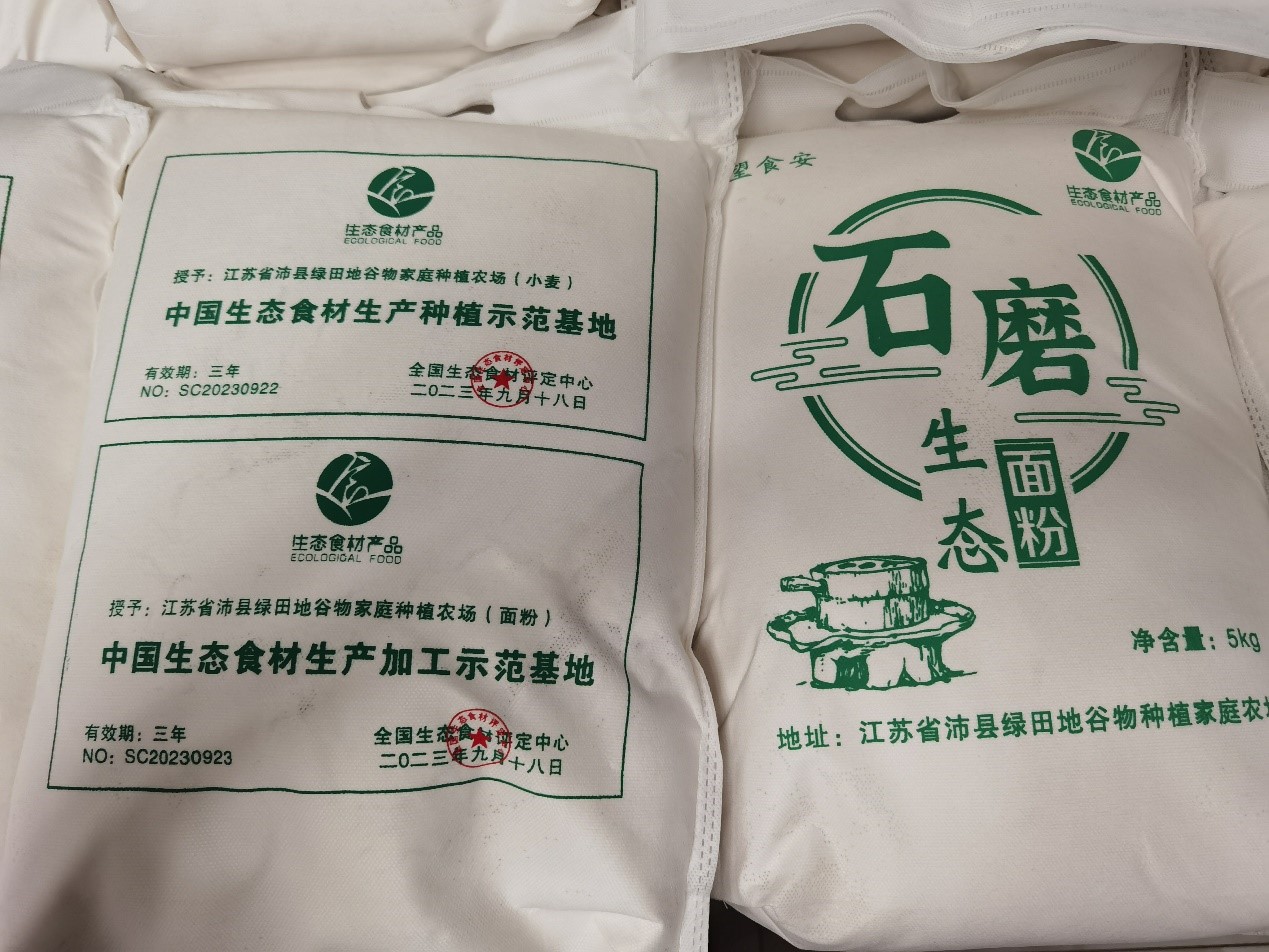 生态食材产品
ECOLOGICAL FOOD
授予：江苏省沛县绿田地谷物家庭种植农场（小麦）
中国生态食材生产种植示范基地
有效期：三年
NO：SC20230922
全国生态食材评定中心
二〇二三年九月十八日
生态食材产品
ECOLOGICAL FOOD
授予：江苏省沛县绿田地谷物家庭种植农场（面粉）
中国生态食材生产加工示范基地
有效期：三年
NO：SC20230923
全国生态食材评定中心
二〇二三年九月十八日
望食安
生态食材产品
ECOLOGICAL FOOD
石磨
生态
面粉
净含量：5kg
地址：江苏省沛县绿田地谷物种植家庭农